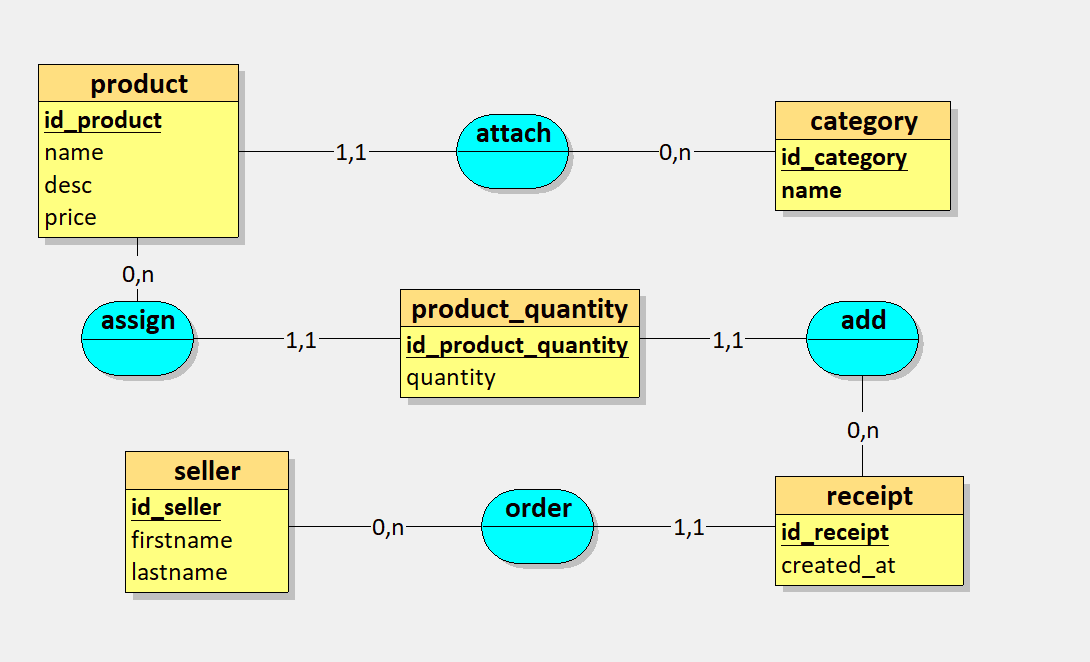 product
id_product
name
desc
price
1,1
attach
0,n
category
id_category
name
0,n
assign
1,1
product_quantity
id_product_quantity
quantity
1,1
add
0,n
seller
id_seller
firstname
lastname
0,n
order
1,1
receipt
id_receipt
created_at